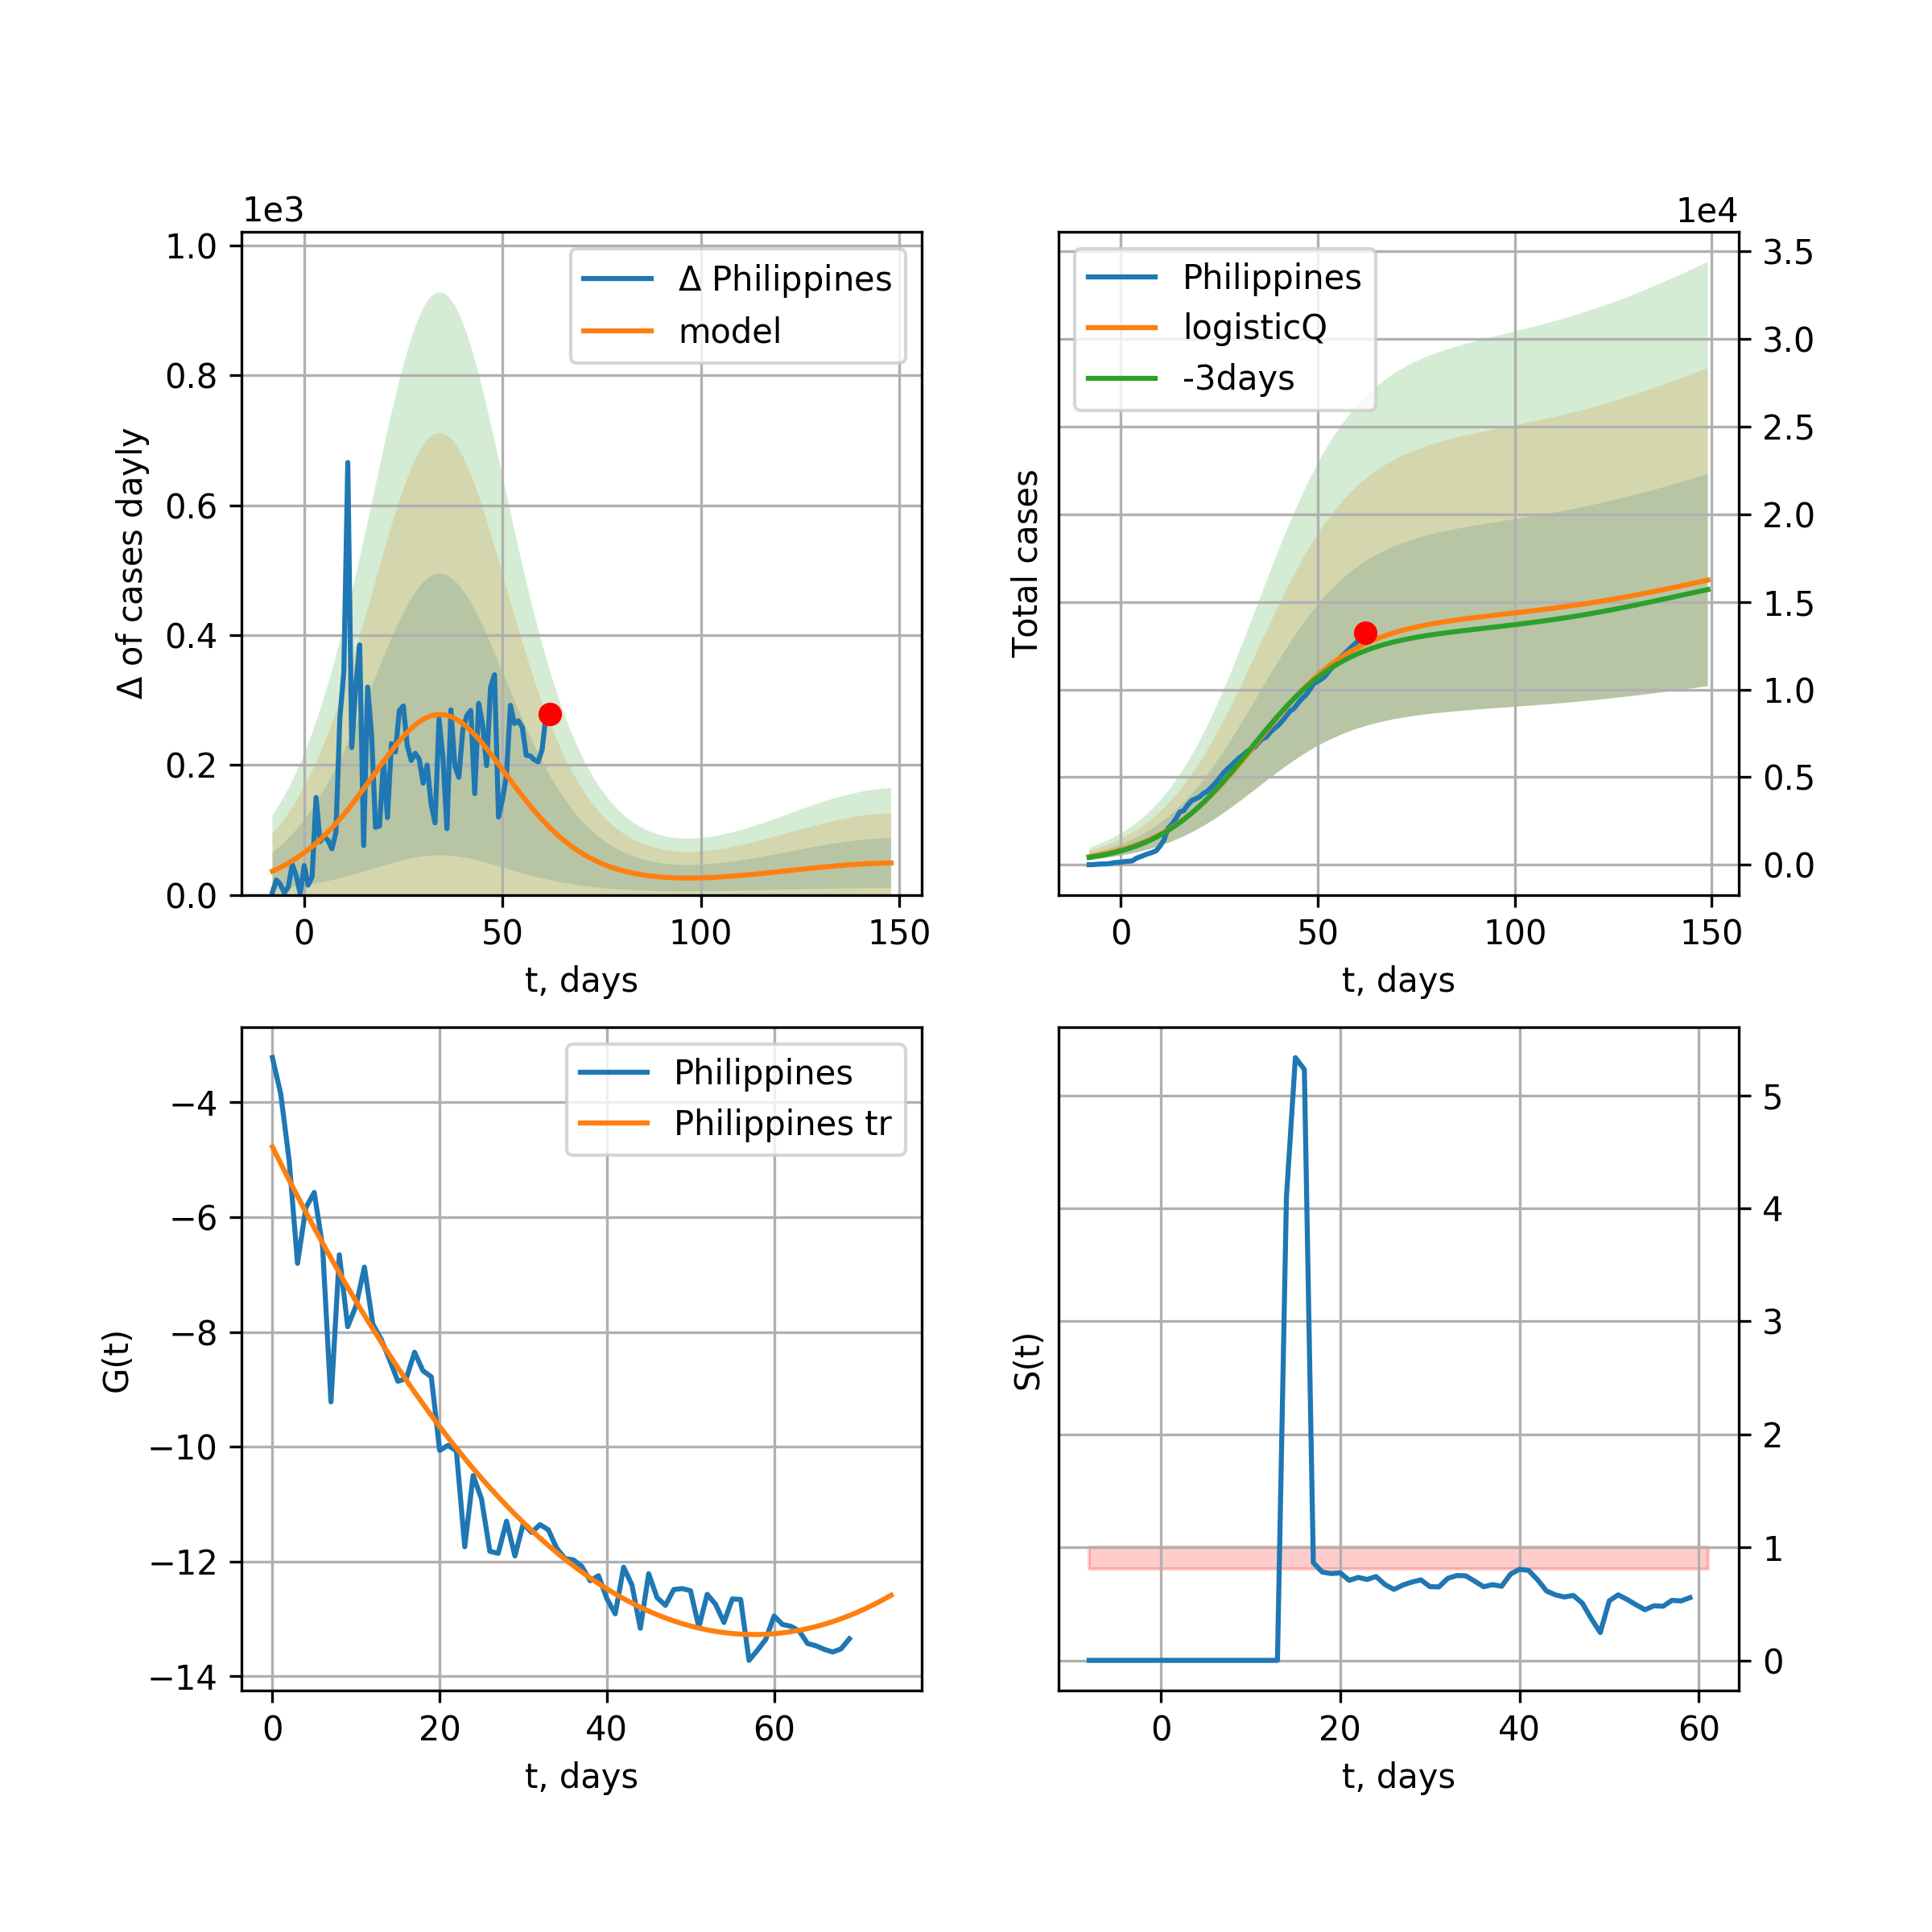 1e3
1.0
0.8
0.6
0.4
0.2
0.0
Δ of cases dayly
Δ Philippines
model
0 50 100 150
t, days
1e4
Total cases
Philippines
logisticQ
-3days
3.5
3.0
2.5
2.0
1.5
1.0
0.5
0.0
0 50 100 150
t, days
−4
−6
−8
−10
−12
−14
G(t)
Philippines
Philippines tr
0 20 40 60
t, days
S(t)
5
4
3
2
1
0
0 20 40 60
t, days